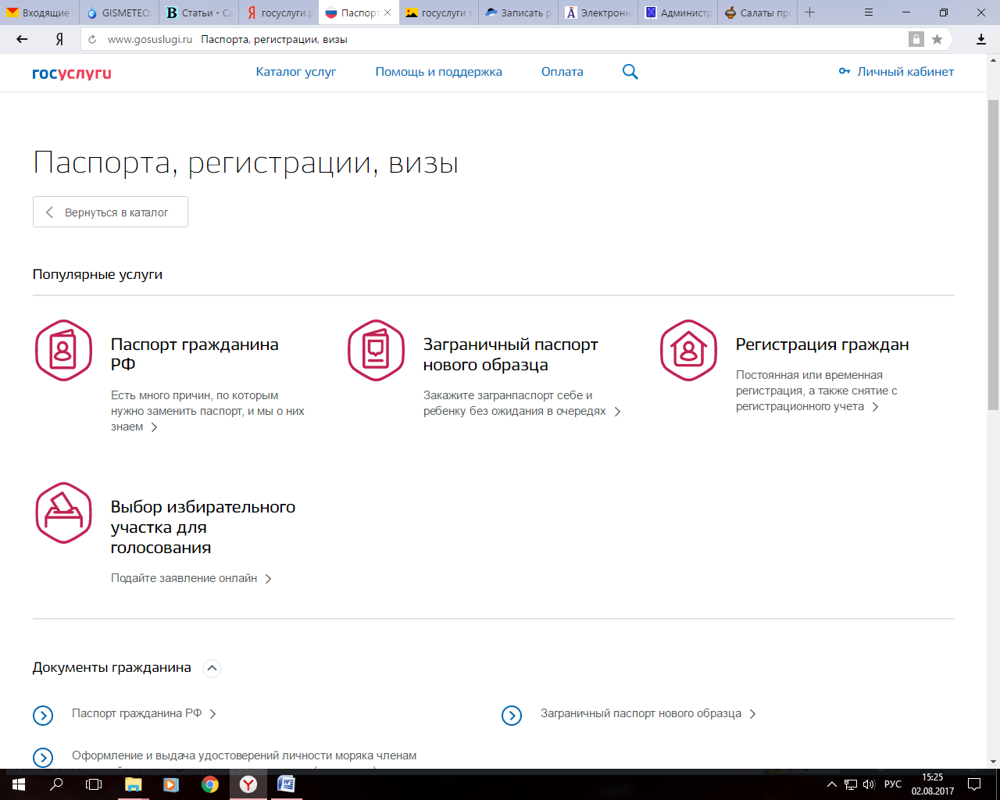 Входящие
GISMETEO:
Статьи - Са
госуслуги.р
Паспорт
госуслуги п
Записать р
Электронн
Администр
Салаты про
www.gosuslugi.ru Паспорта, регистрации, визы
госуслуги
Каталог услуг
Помощь и поддержка
Оплата
Личный кабинет
Паспорта, регистрации, визы
Вернуться в каталог
Популярные услуги
Паспорт гражданина
РФ
Есть много причин, по которым
нужно заменить паспорт, и мы о них
знаем
Заграничный паспорт
нового образца
Закажите загранпаспорт себе и
ребенку без ожидания в очередях
Регистрация граждан
Постоянная или временная
регистрация, а также снятие с
регистрационного учета
Выбор избирательного
участка для
голосования
Подайте заявление онлайн
Документы гражданина
Паспорт гражданина РФ
Заграничный паспорт нового образца
Оформление и выдача удостоверений личности моряка членам
РУС
15:25
02.08.2017